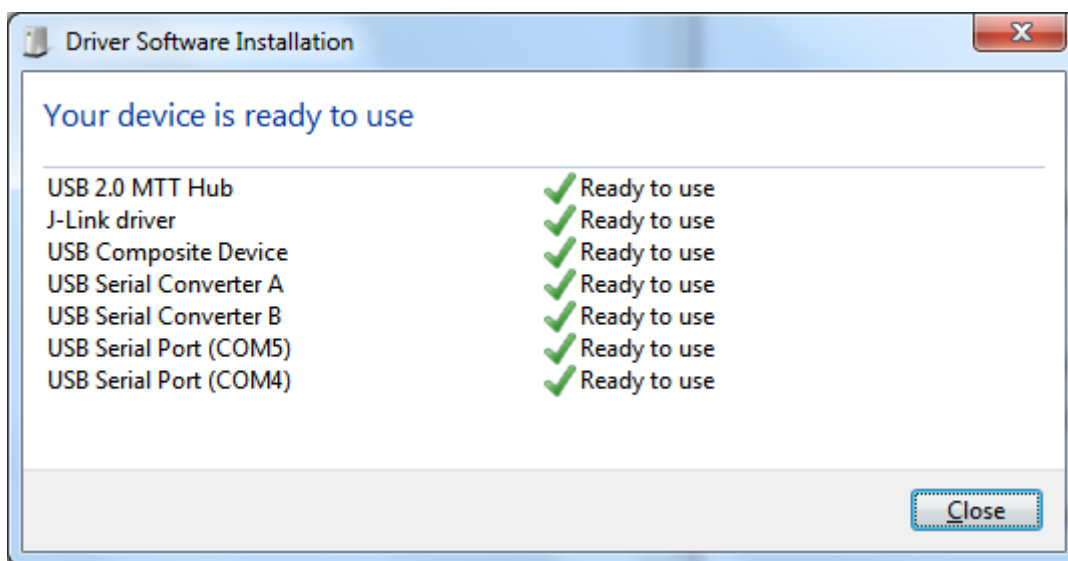 Driver Software Installation
Your device is ready to use
USB 2.0 MTT Hub Ready to use
J-Link driver Ready to use
USB Composite Device Ready to use
USB Serial Converter A Ready to use
USB Serial Converter B Ready to use
USB Serial Port (COM5) Ready to use
USB Serial Port (COM4) Ready to use
Close